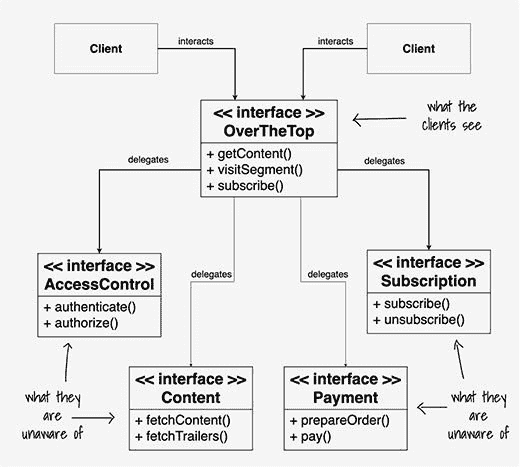 Client
interacts
interacts
Client
<< interface >>
OverTheTop
+ getContent()
+ visitSegment()
+ subscribe()
what the
clients see
delegates
delegates
<< interface >>
AccessControl
+ authenticate()
+ authorize()
delegates
delegates
<< interface >>
Subscription
+ subscribe()
+ unsubscribe()
what they
are
unaware of
<< interface >>
Content
+ fetchContent()
+ fetchTrailers()
<< interface >>
Payment
+ prepareOrder()
+ pay()
what they
are
unaware of